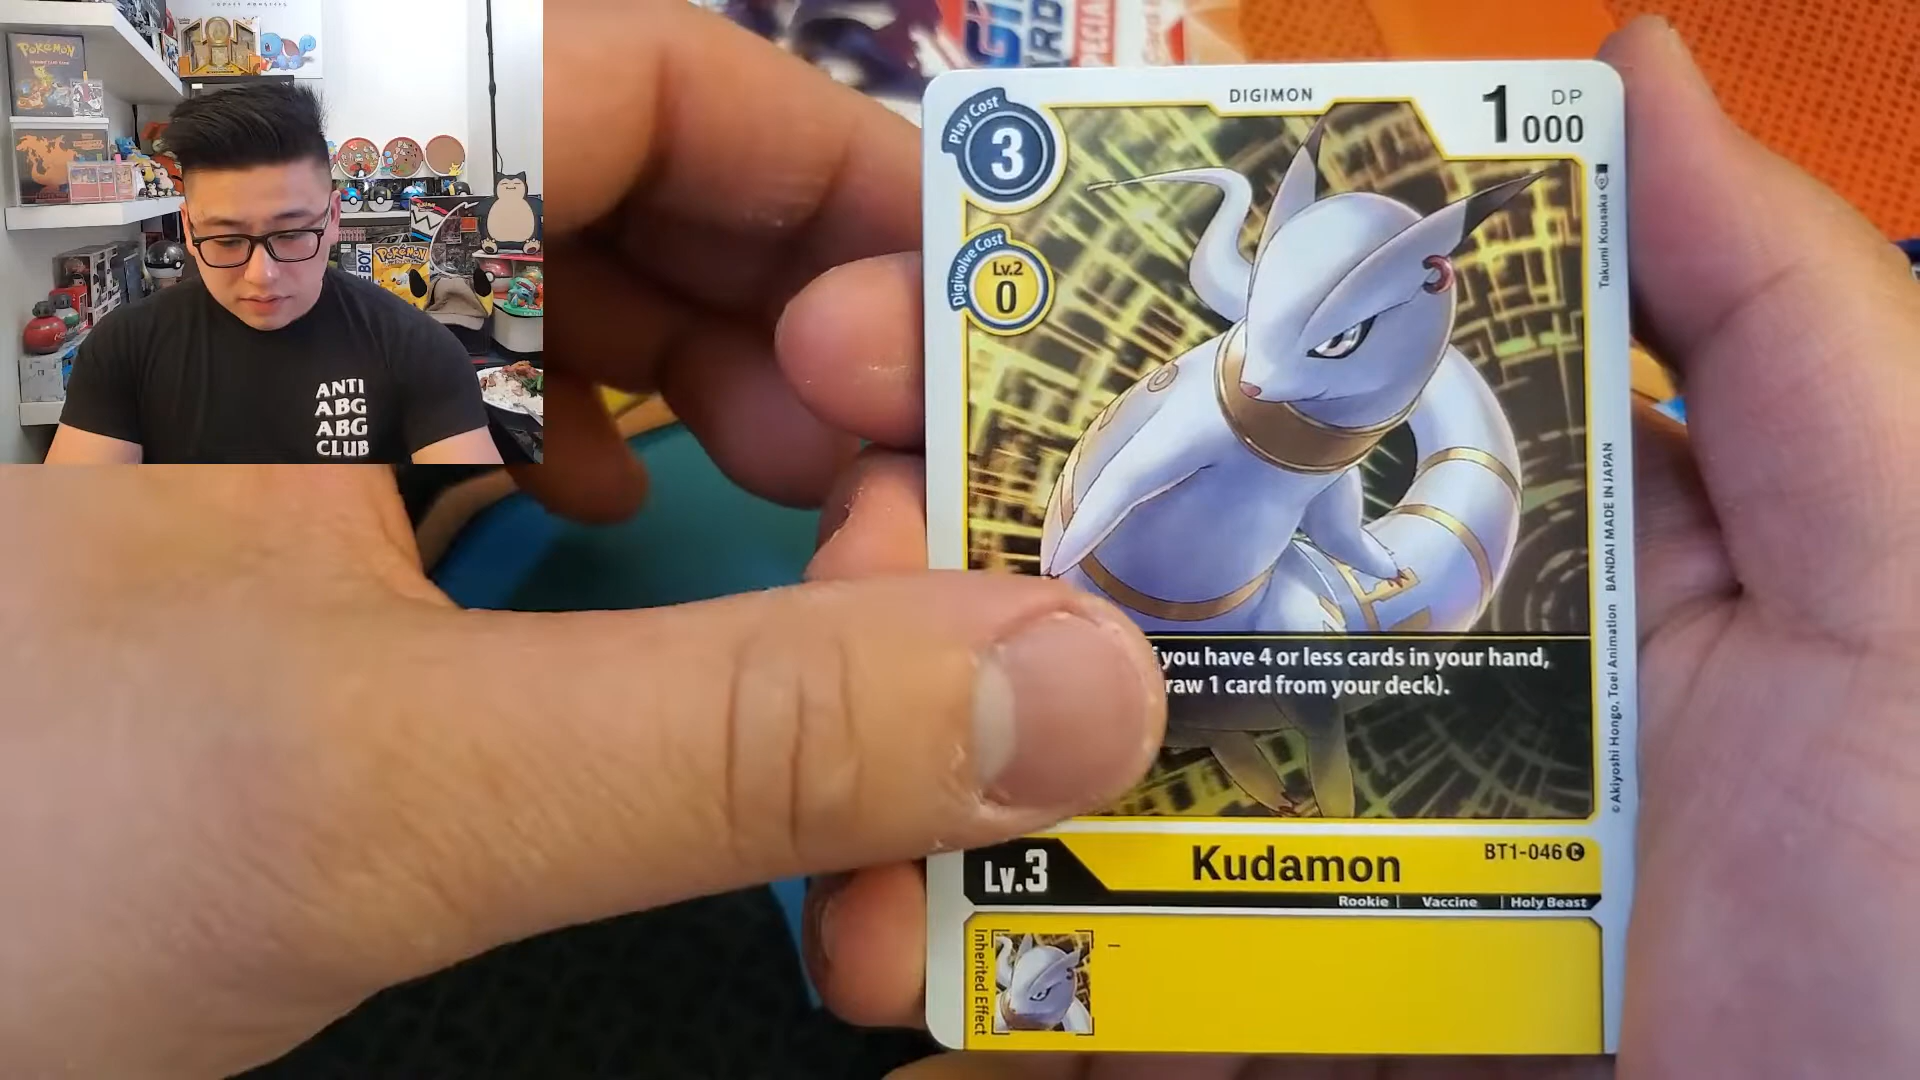 Pokémon
ANTI
ABG
ABG
CLUB
Pokémon
DIGIMON
Play Cost
3
1000
DP
Digivolve Cost
Lv.2
0
Takumi Kousaka
you have 4 or less cards in your hand,
raw 1 card from your deck).
© Akiyoshi Hongo, Toei Animation BANDAI MADE IN JAPAN
Lv.3
Kudamon
BT1-046 C
Rookie | Vaccine | Holy Beast
Inherited Effect
–